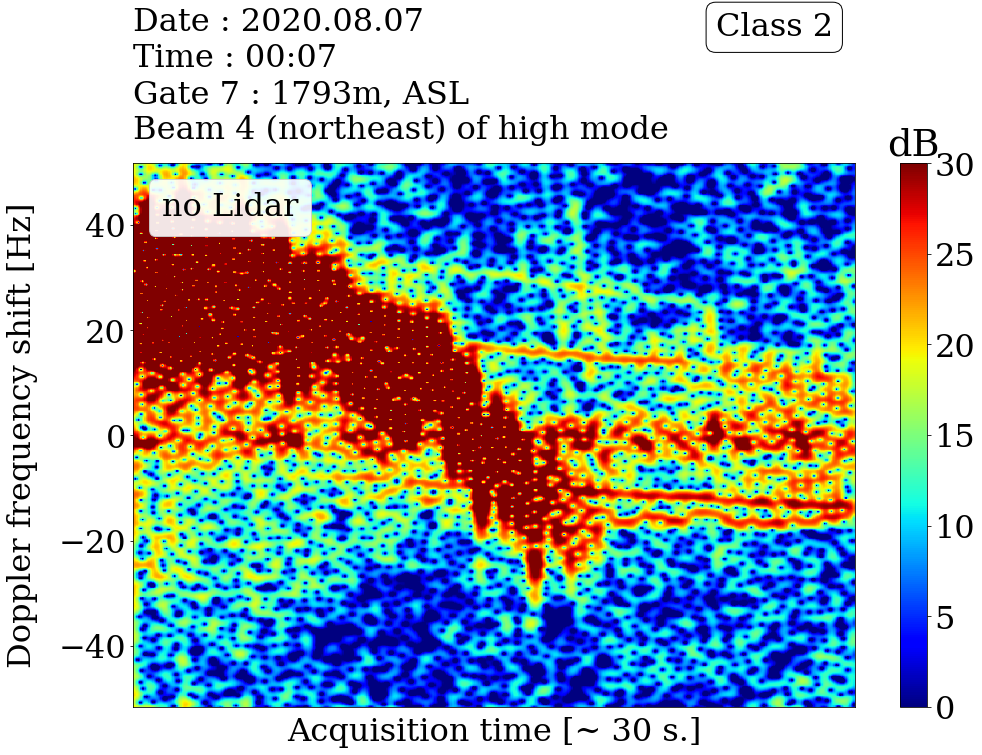 Date : 2020.08.07
Time : 00:07
Gate 7 : 1793m, ASL
Beam 4 (northeast) of high mode
Class 2
dB
no Lidar
Doppler frequency shift [Hz]
40
20
0
−20
−40
30
25
20
15
10
5
0
Acquisition time [~ 30 s.]